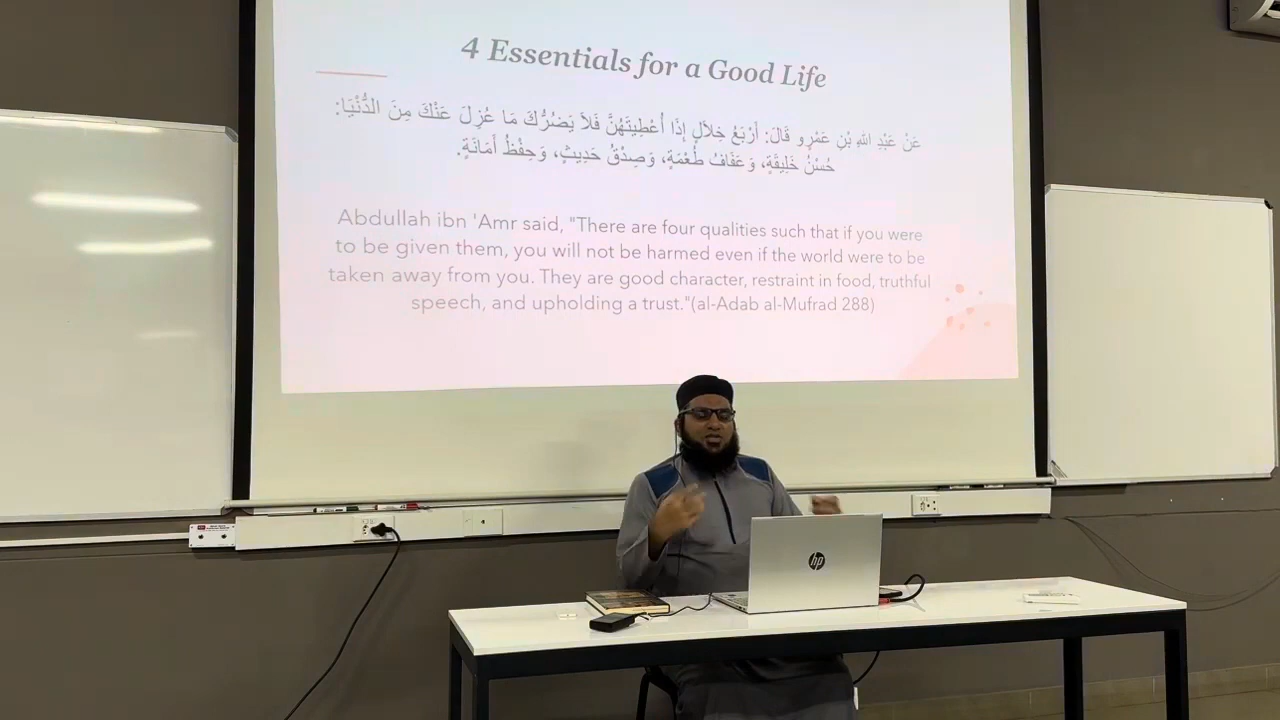 4 Essentials for a Good Life
عَنْ عَبْدِ اللهِ بْنِ عَمْرٍو قَالَ: أَرْبَعُ خِلَالٍ إِذَا أُعْطِيتَهُنَّ فَلاَ يَضُرُّكَ مَا عُزِلَ عَنْكَ مِنَ الدُّنْيَا:
حُسْنُ خَلِيقَةٍ، وَعَفَافُ طُعْمَةٍ، وَصِدْقُ حَدِيثٍ، وَحِفْظُ أَمَانَةٍ.
Abdullah ibn 'Amr said, "There are four qualities such that if you were
to be given them, you will not be harmed even if the world were to be
taken away from you. They are good character, restraint in food, truthful
speech, and upholding a trust."(al-Adab al-Mufrad 288)
hp